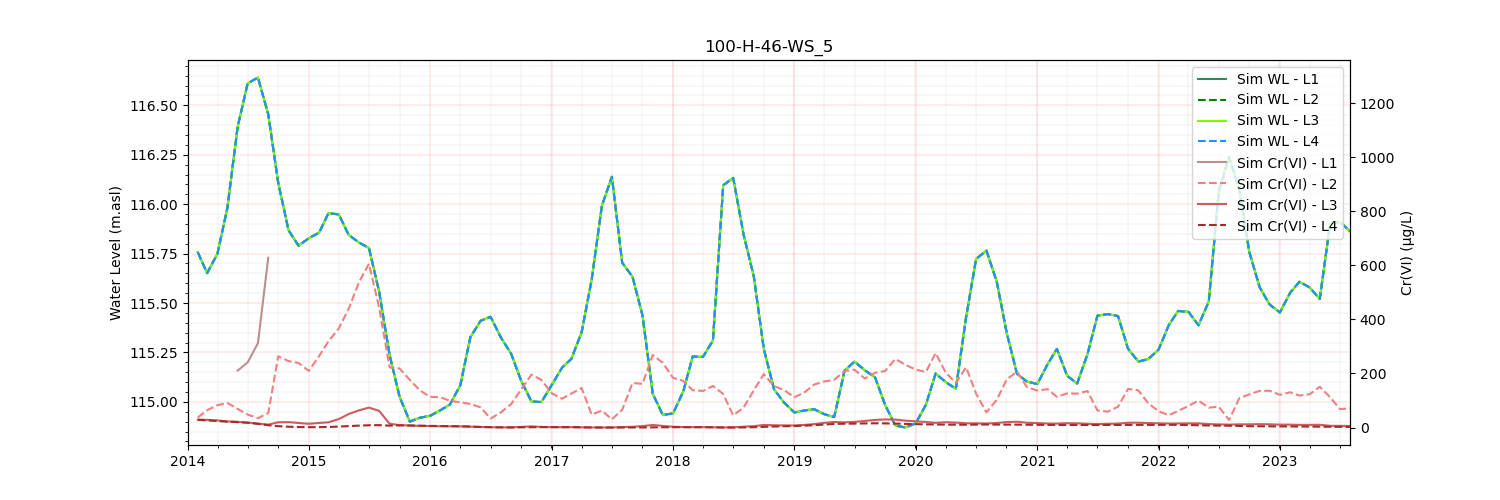 100-H-46-WS_5
Water Level (m.asl)
116.50
116.25
116.00
115.75
115.50
115.25
115.00
1200
1000
800
600
400
200
0
Cr(VI) (µg/L)
Sim WL - L1
Sim WL - L2
Sim WL - L3
Sim WL - L4
Sim Cr(VI) - L1
Sim Cr(VI) - L2
Sim Cr(VI) - L3
Sim Cr(VI) - L4
2014 2015 2016 2017 2018 2019 2020 2021 2022 2023